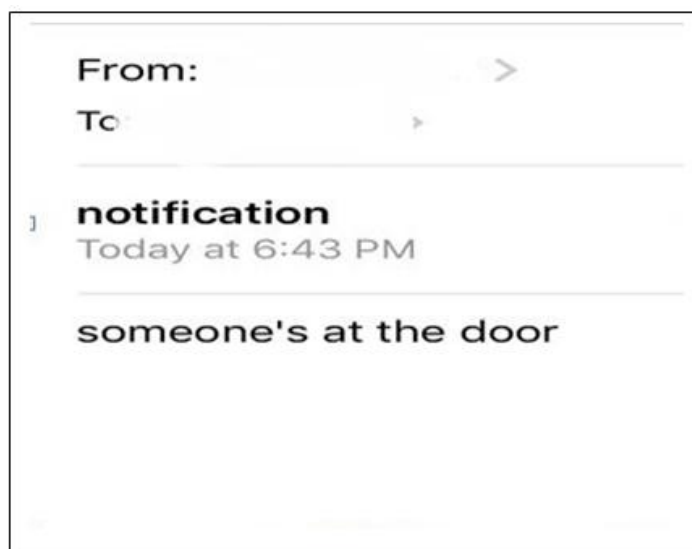 From:
To
notification
Today at 6:43 PM
someone's at the door